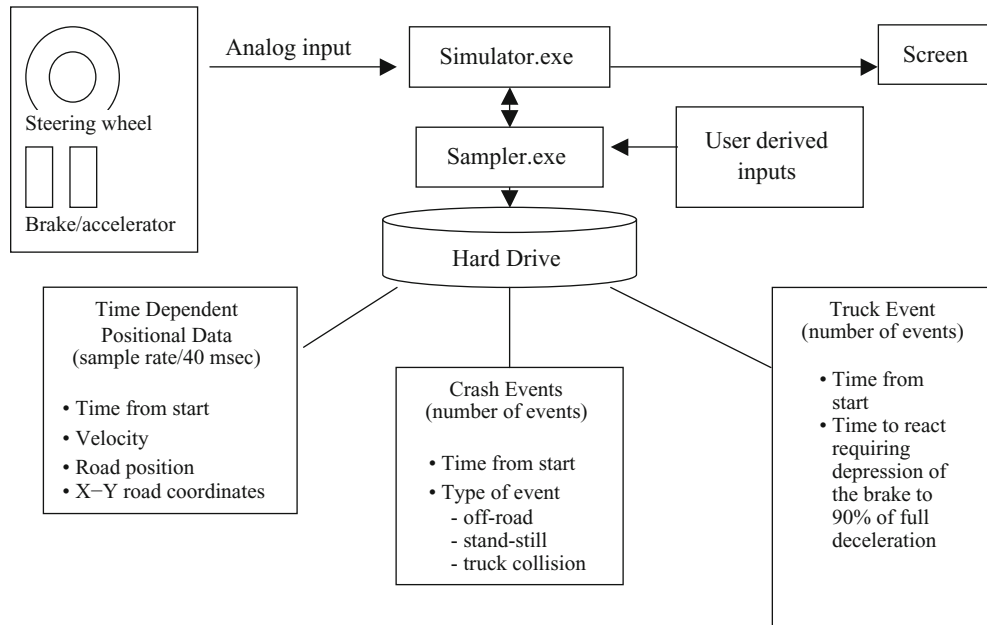 Analog input
Simulator.exe
Screen
Steering wheel
Brake/accelerator
Sampler.exe
User derived
inputs
Hard Drive
Time Dependent
Positional Data
(sample rate/40 msec)
• Time from start
• Velocity
• Road position
• X−Y road coordinates
Crash Events
(number of events)
• Time from start
• Type of event
- off-road
- stand-still
- truck collision
Truck Event
(number of events)
• Time from
start
• Time to react
requiring
depression of
the brake to
90% of full
deceleration